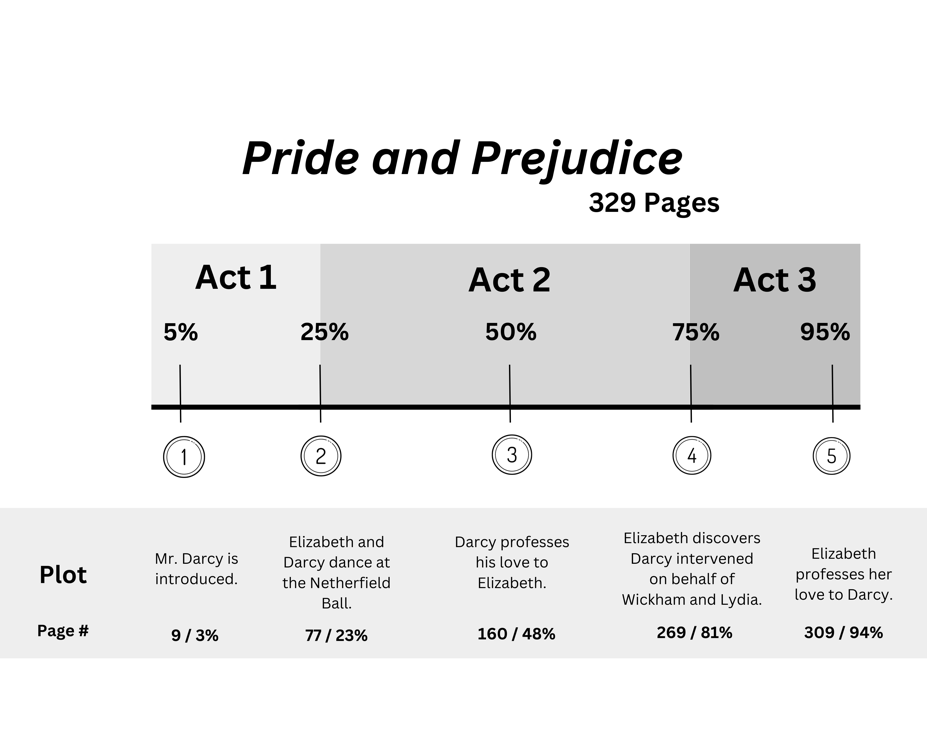 Pride and Prejudice
329 Pages
Act 1
Act 2
Act 3
5%
25%
50%
75%
95%
1
2
3
4
5
Plot
Mr. Darcy is
introduced.
Elizabeth and
Darcy dance at
the Netherfield
Ball.
Darcy professes
his love to
Elizabeth.
Elizabeth discovers
Darcy intervened
on behalf of
Wickham and Lydia.
Elizabeth
professes her
love to Darcy.
Page #
9 / 3%
77 / 23%
160 / 48%
269 / 81%
309 / 94%